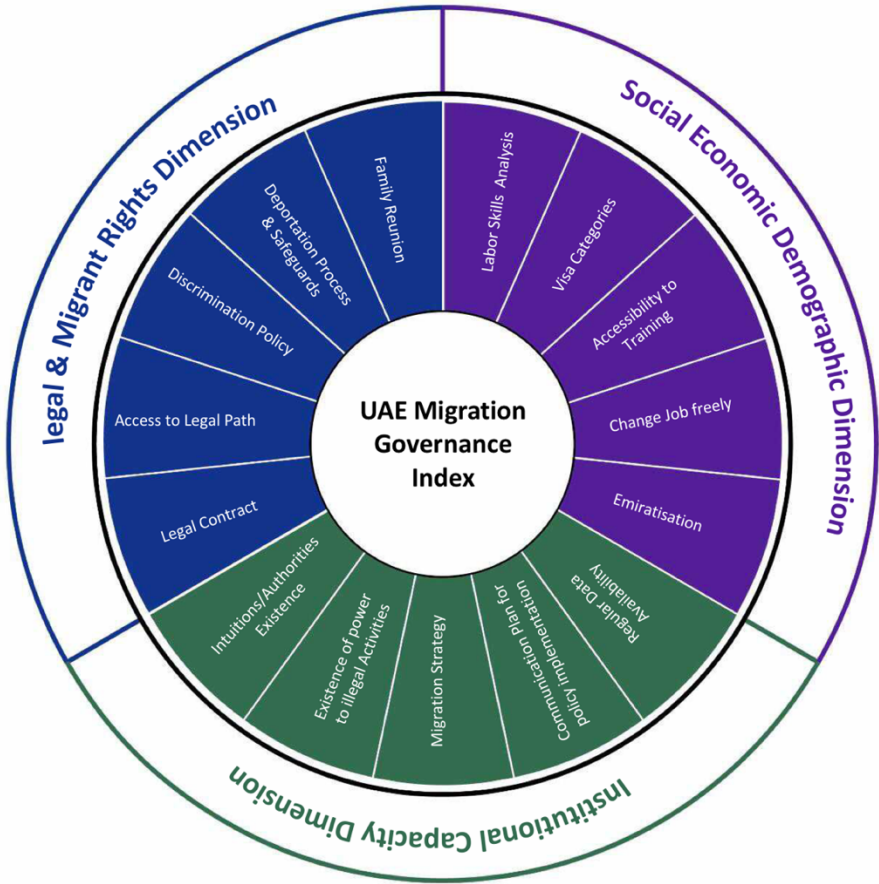 UAE Migration
Governance
Index
Social Economic Demographic Dimension
Labor Skills Analysis
Visa Categories
Accessibility to
Training
Change Job freely
Emiratisation
Institutional Capacity Dimension
Regular Data
Availability
Communication Plan for
policy implementation
Migration Strategy
Existence of power
to illegal Activities
Intuitions/Authorities
Existence
legal & Migrant Rights Dimension
Legal Contract
Access to Legal Path
Discrimination Policy
Deportation Process
& Safeguards
Family Reunion